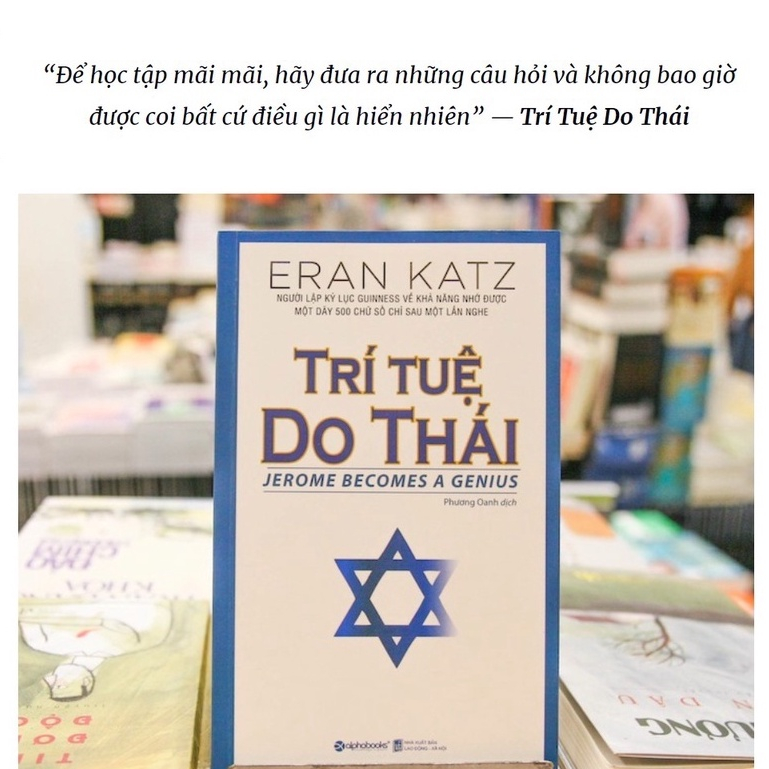 “Để học tập mãi mãi, hãy đưa ra những câu hỏi và không bao giờ
được coi bất cứ điều gì là hiển nhiên” — Trí Tuệ Do Thái
ERAN KATZ
NGƯỜI LẬP KỶ LỤC GUINNESS VỀ KHẢ NĂNG NHỚ ĐƯỢC
MỘT DÃY 500 CHỮ SỐ CHỈ SAU MỘT LẦN NGHE
TRÍ TUỆ
DO THÁI
JEROME BECOMES A GENIUS
Phương Oanh dịch
alphabooks
NHÀ XUẤT BẢN
LAO ĐỘNG - XÃ HỘI